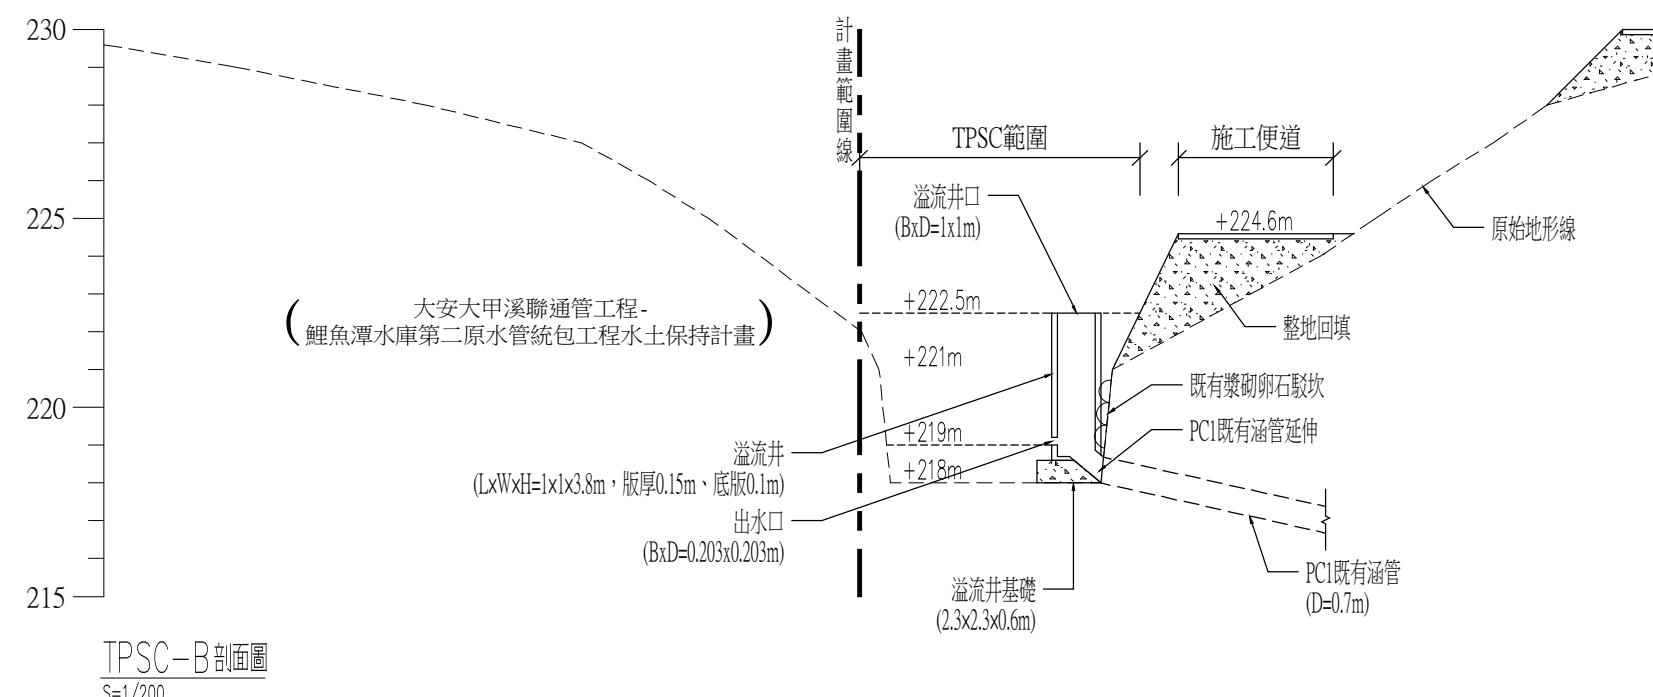 230
225
220
215
計畫範圍線
TPSC範圍
施工便道
溢流井口
(BxD=1x1m)
+224.6m
原始地形線
+222.5m
大安大甲溪聯通管工程-
(鯉魚潭水庫第二原水管統包工程水土保持計畫)
整地回填
+221m
既有漿砌卵石駁坎
PC1既有涵管延伸
+219m
溢流井
(LxWxH=1x1x3.8m，版厚0.15m、底版0.1m)
+218m
出水口
(BxD=0.203x0.203m)
PC1既有涵管
(D=0.7m)
溢流井基礎
(2.3x2.3x0.6m)
TPSC-B剖面圖
S=1/200